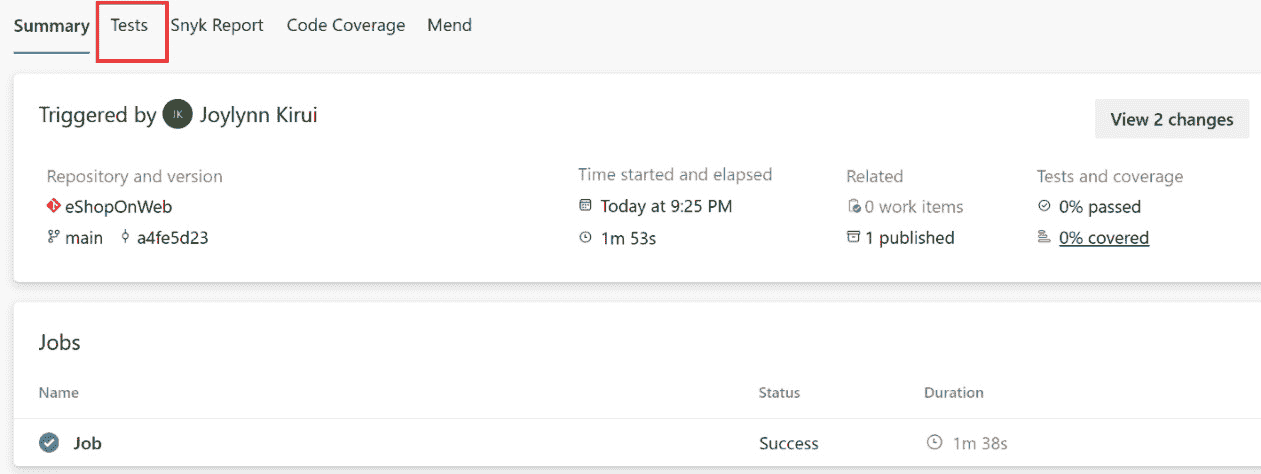 Summary Tests Snyk Report Code Coverage Mend
Triggered by JK Joylynn Kirui View 2 changes
Repository and version Time started and elapsed Related Tests and coverage
eShopOnWeb Today at 9:25 PM 0 work items 0% passed
main a4fe5d23 1m 53s 1 published 0% covered
Jobs
Name Status Duration
Job Success 1m 38s